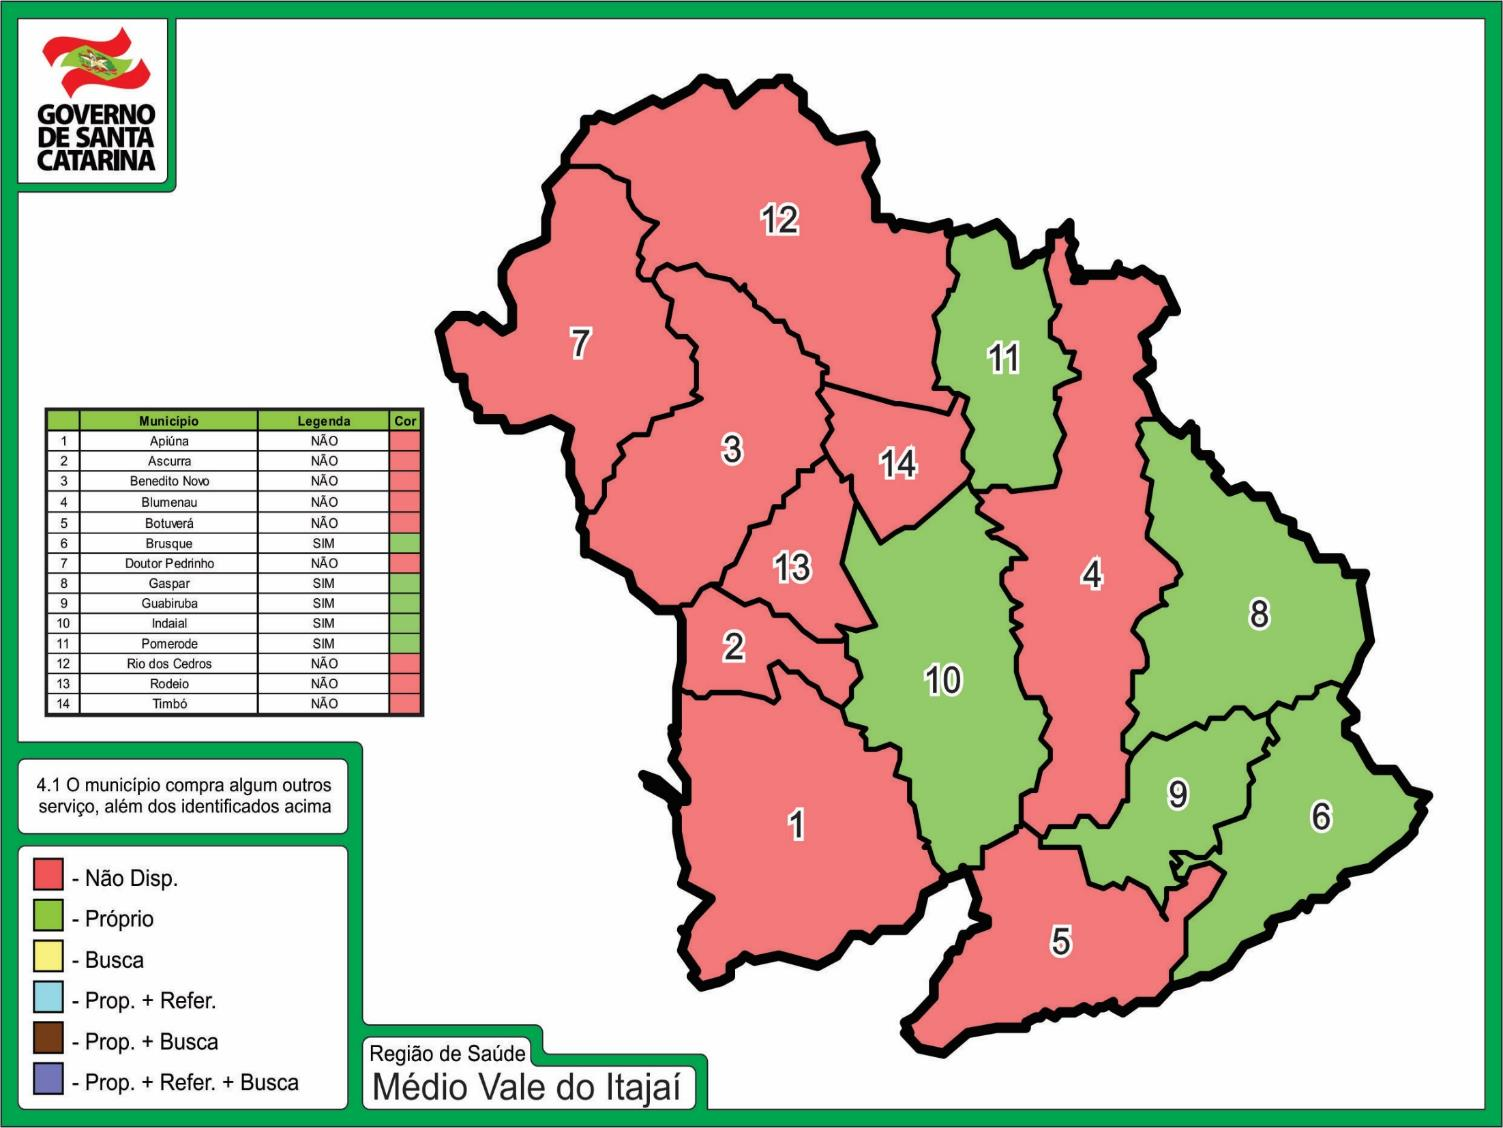 GOVERNO
DE SANTA
CATARINA
Município Legenda Cor
1 Apiúna NÃO
2 Ascurra NÃO
3 Benedito Novo NÃO
4 Blumenau NÃO
5 Botuverá NÃO
6 Brusque SIM
7 Doutor Pedrinho NÃO
8 Gaspar SIM
9 Guabiruba SIM
10 Indaial SIM
11 Pomerode SIM
12 Rio dos Cedros NÃO
13 Rodeio NÃO
14 Timbó NÃO
12
7
11
3
14
13
4
8
2
10
9
1
6
5
4.1 O município compra algum outros
serviço, além dos identificados acima
- Não Disp.
- Próprio
- Busca
- Prop. + Refer.
- Prop. + Busca
- Prop. + Refer. + Busca
Região de Saúde
Médio Vale do Itajaí